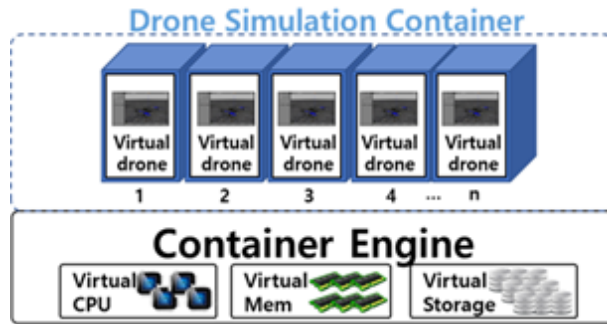 Drone Simulation Container
Virtual drone
Virtual drone
Virtual drone
Virtual drone
Virtual drone
1 2 3 4 ... n
Container Engine
Virtual CPU
Virtual Mem
Virtual Storage